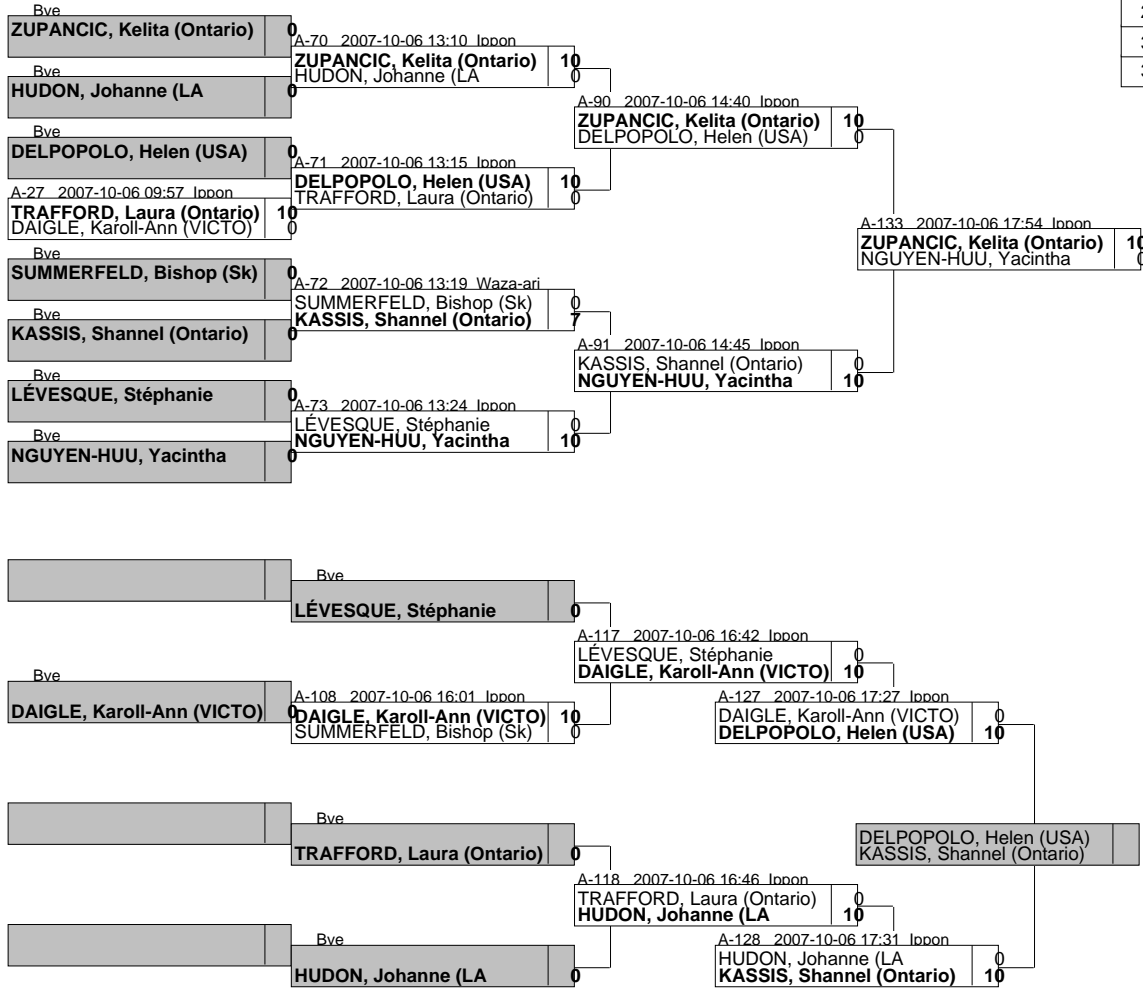 Bye
ZUPANCIC, Kelita (Ontario) 0
Bye
HUDON, Johanne (LA 0
Bye
DELPOPOLO, Helen (USA) 0
A-27 2007-10-06 09:57 Ippon
TRAFFORD, Laura (Ontario) 10
DAIGLE, Karoll-Ann (VICTO) 0
Bye
SUMMERFELD, Bishop (Sk) 0
Bye
KASSIS, Shannel (Ontario) 0
Bye
LÉVESQUE, Stéphanie 0
Bye
NGUYEN-HUU, Yacintha 0
A-70 2007-10-06 13:10 Ippon
ZUPANCIC, Kelita (Ontario) 10
HUDON, Johanne (LA 0
A-71 2007-10-06 13:15 Ippon
DELPOPOLO, Helen (USA) 10
TRAFFORD, Laura (Ontario) 0
A-72 2007-10-06 13:19 Waza-ari
SUMMERFELD, Bishop (Sk) 0
KASSIS, Shannel (Ontario) 7
A-73 2007-10-06 13:24 Ippon
LÉVESQUE, Stéphanie 0
NGUYEN-HUU, Yacintha 10
A-90 2007-10-06 14:40 Ippon
ZUPANCIC, Kelita (Ontario) 10
DELPOPOLO, Helen (USA) 0
A-91 2007-10-06 14:45 Ippon
KASSIS, Shannel (Ontario) 0
NGUYEN-HUU, Yacintha 10
A-133 2007-10-06 17:54 Ippon
ZUPANCIC, Kelita (Ontario) 10
NGUYEN-HUU, Yacintha 0
2
3
3
Bye
LÉVESQUE, Stéphanie 0
Bye
DAIGLE, Karoll-Ann (VICTO) 0
A-108 2007-10-06 16:01 Ippon
DAIGLE, Karoll-Ann (VICTO) 10
SUMMERFELD, Bishop (Sk) 0
Bye
TRAFFORD, Laura (Ontario) 0
Bye
HUDON, Johanne (LA 0
A-117 2007-10-06 16:42 Ippon
LÉVESQUE, Stéphanie 0
DAIGLE, Karoll-Ann (VICTO) 10
A-118 2007-10-06 16:46 Ippon
TRAFFORD, Laura (Ontario) 0
HUDON, Johanne (LA 10
A-127 2007-10-06 17:27 Ippon
DAIGLE, Karoll-Ann (VICTO) 0
DELPOPOLO, Helen (USA) 10
A-128 2007-10-06 17:31 Ippon
HUDON, Johanne (LA 0
KASSIS, Shannel (Ontario) 10
DELPOPOLO, Helen (USA)
KASSIS, Shannel (Ontario)